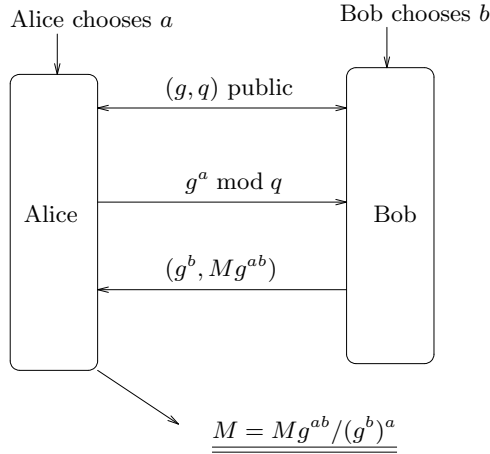 Alice chooses a
Bob chooses b
(g, q) public
g^a mod q
Alice
Bob
(g^b, Mg^{ab})
M = Mg^{ab}/(g^b)^a